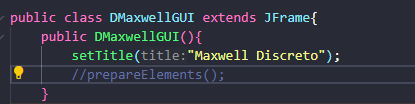 public class DMaxwellGUI extends JFrame{
public DMaxwellGUI(){
setTitle(title:"Maxwell Discreto");
//prepareElements();
}